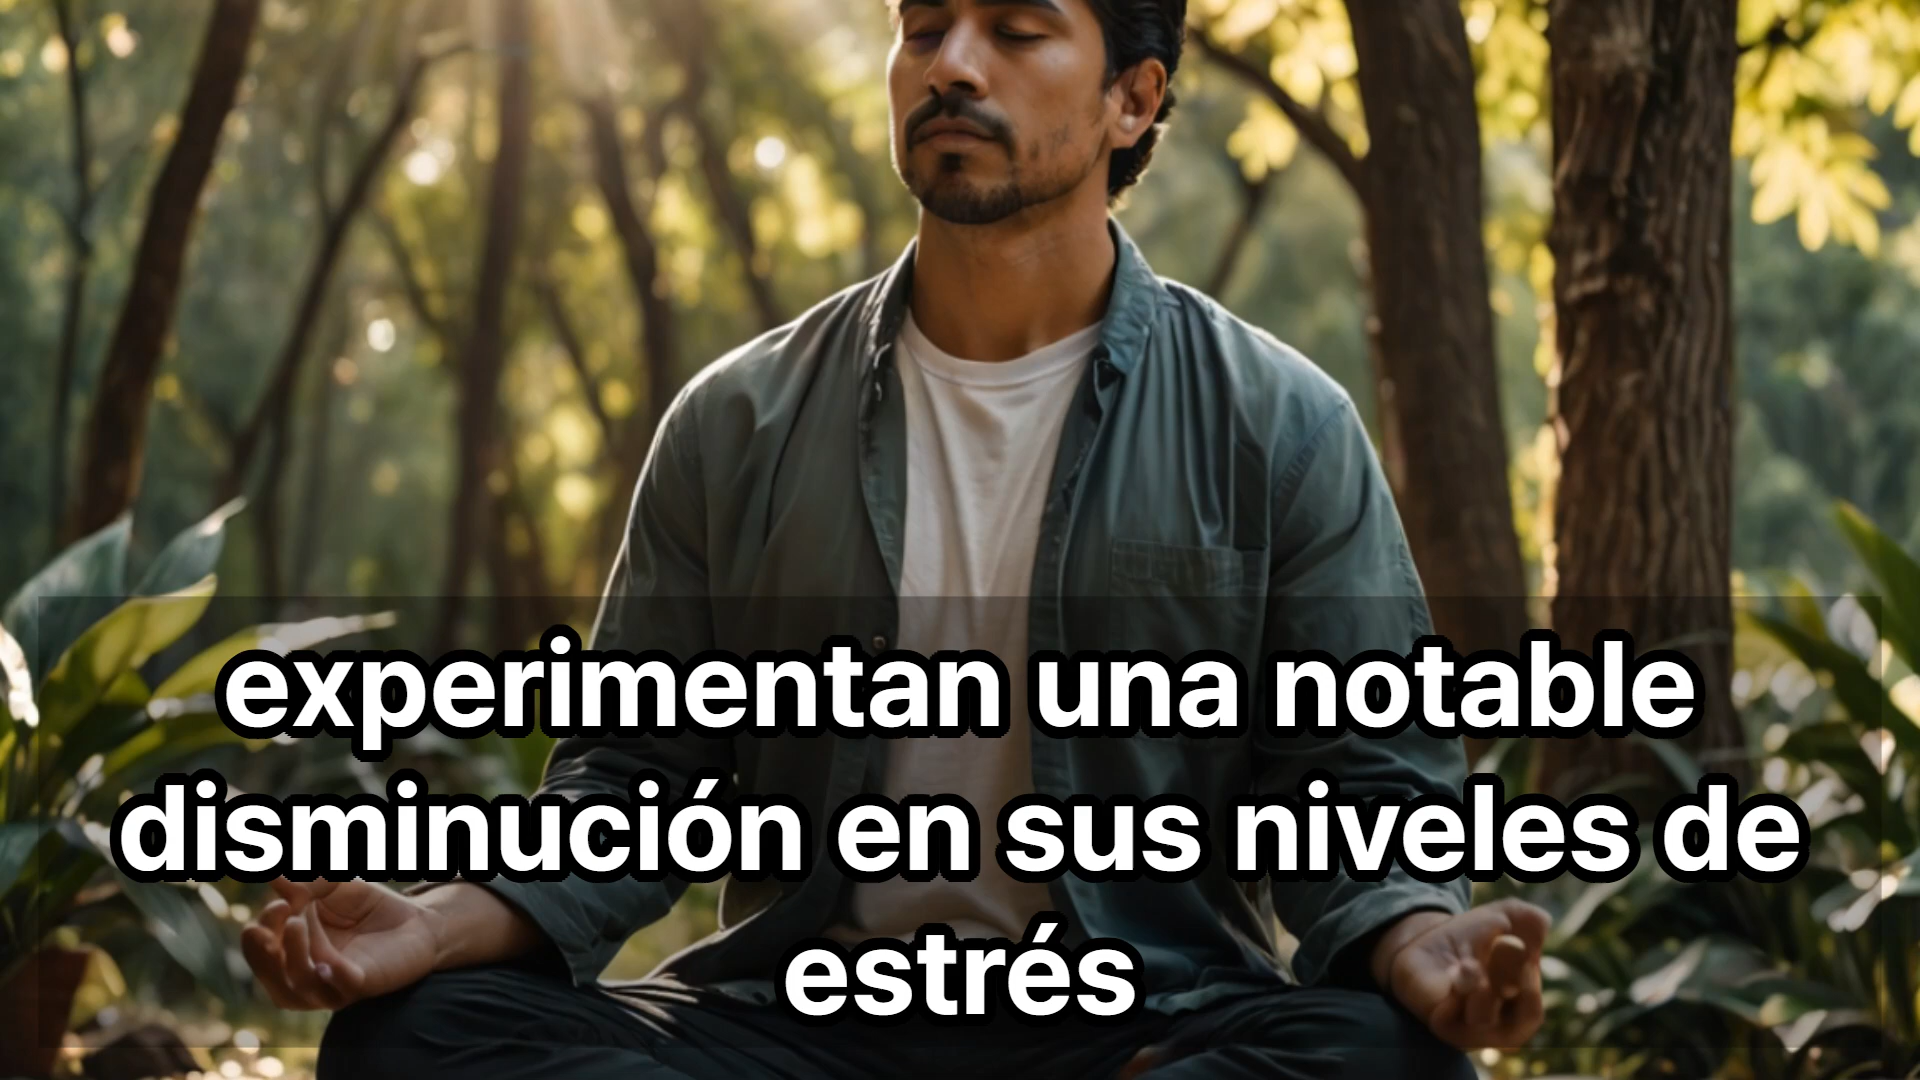 experimentan una notable
disminución en sus niveles de
estrés